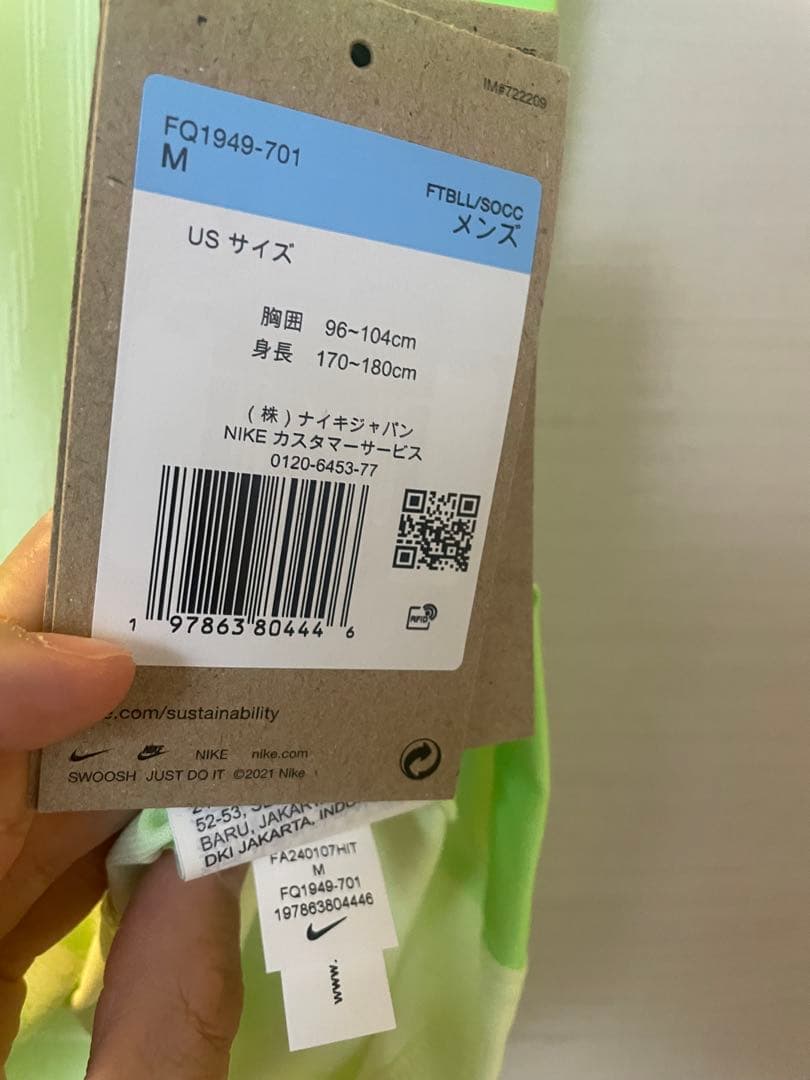 IM#722209
FQ1949-701
M
FTBLL/SOCC
メンズ
US サイズ
胸囲 96~104cm
身長 170~180cm
(株)ナイキジャパン
NIKE カスタマーサービス
0120-6453-77
1 97863 80444 6
RFID
.com/sustainability
NIKE nike.com
SWOOSH JUST DO IT ©2021 Nike
52-53,
BARU, JAKAR
DKI JAKARTA, INDO
FA240107HIT
M
FQ1949-701
197863804446
www.